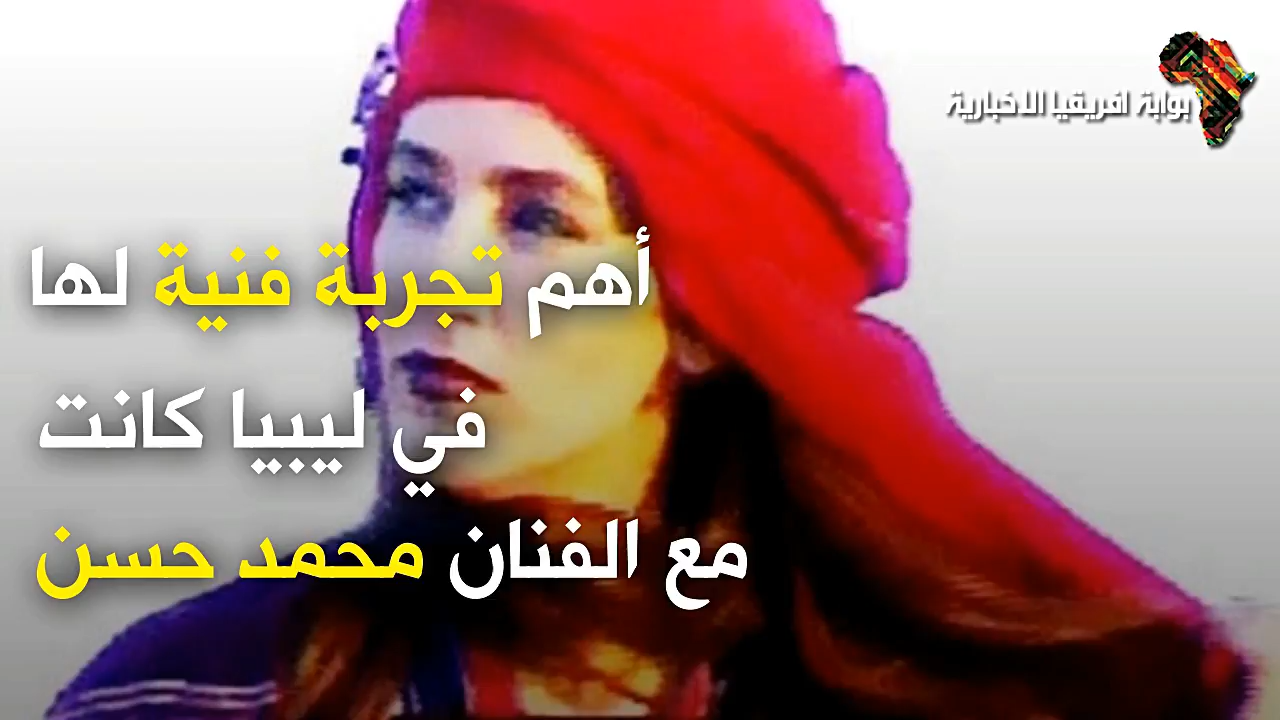 بوابة افريقيا الاخبارية
أهم تجربة فنية لها
في ليبيا كانت
مع الفنان محمد حسن